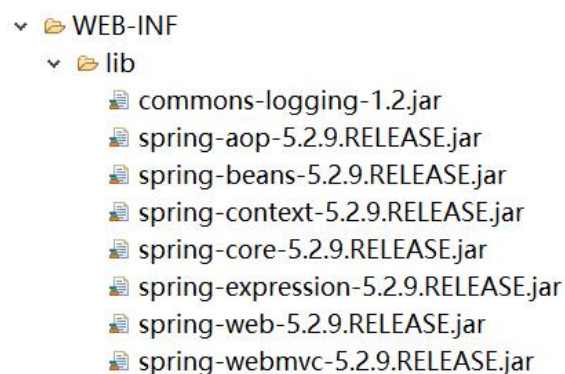 WEB-INF
lib
commons-logging-1.2.jar
spring-aop-5.2.9.RELEASE.jar
spring-beans-5.2.9.RELEASE.jar
spring-context-5.2.9.RELEASE.jar
spring-core-5.2.9.RELEASE.jar
spring-expression-5.2.9.RELEASE.jar
spring-web-5.2.9.RELEASE.jar
spring-webmvc-5.2.9.RELEASE.jar